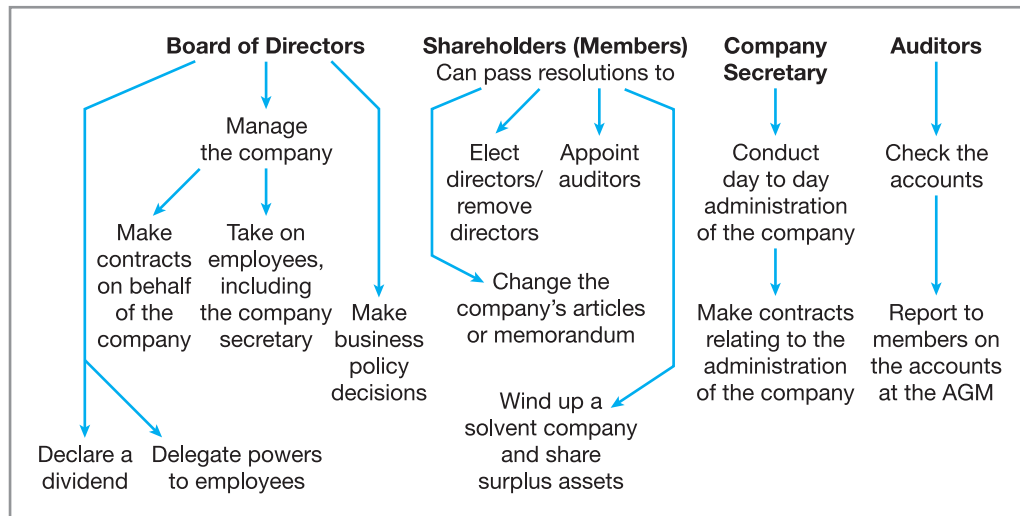 Board of Directors
Manage
the company
Make
contracts
on behalf
of the
company
Take on
employees,
including
the company
secretary
Make
business
policy
decisions
Declare a
dividend
Delegate powers
to employees
Shareholders (Members)
Can pass resolutions to
Elect
directors/
remove
directors
Appoint
auditors
Change the
company’s articles
or memorandum
Wind up a
solvent company
and share
surplus assets
Company
Secretary
Conduct
day to day
administration
of the company
Make contracts
relating to the
administration
of the company
Auditors
Check the
accounts
Report to
members on
the accounts
at the AGM